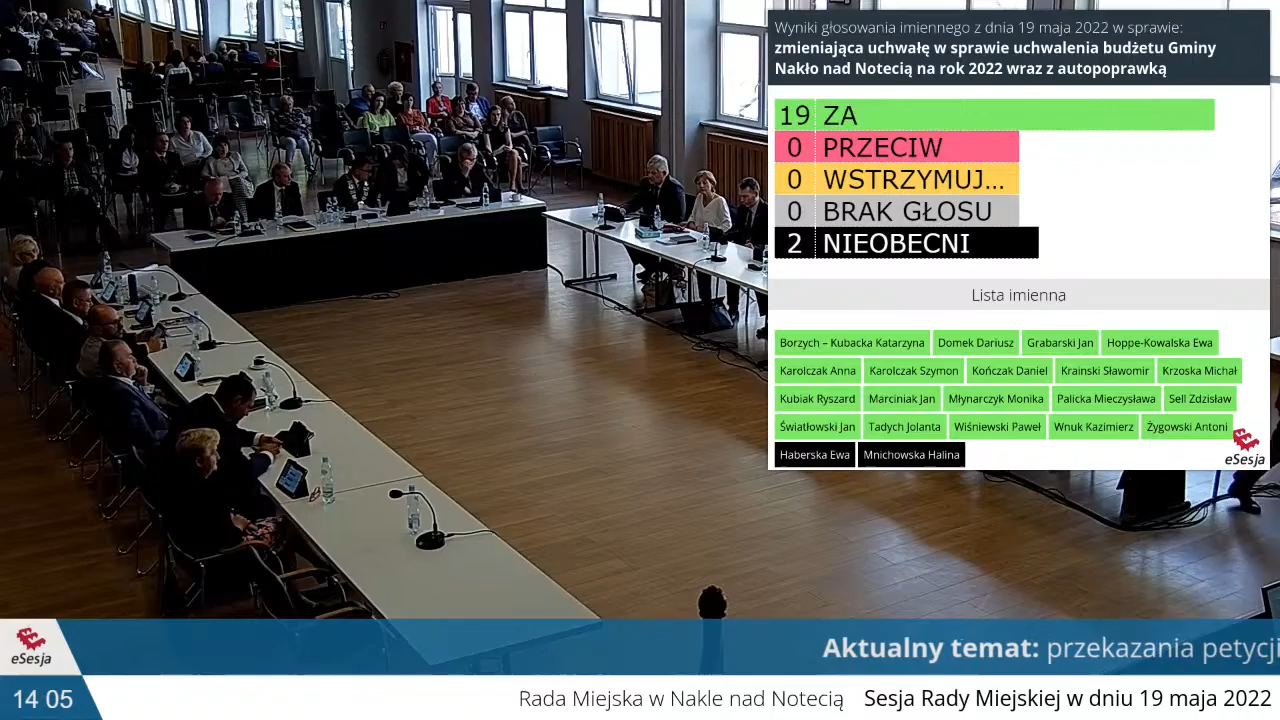 Wyniki głosowania imiennego z dnia 19 maja 2022 w sprawie:
zmieniająca uchwałę w sprawie uchwalenia budżetu Gminy
Nakło nad Notecią na rok 2022 wraz z autopoprawką
19 ZA
0 PRZECIW
0 WSTRZYMUJ...
0 BRAK GŁOSU
2 NIEOBECNI
Lista imienna
Borzych – Kubacka Katarzyna Domek Dariusz Grabarski Jan Hoppe-Kowalska Ewa
Karolczak Anna Karolczak Szymon Kończak Daniel Krainski Sławomir Krzoska Michał
Kubiak Ryszard Marciniak Jan Młynarczyk Monika Palicka Mieczysława Sell Zdzisław
Światłowski Jan Tadych Jolanta Wiśniewski Paweł Wnuk Kazimierz Żygowski Antoni
Haberska Ewa Mnichowska Halina
eSesja
eSesja
Aktualny temat: przekazania petycji
14 05
Rada Miejska w Nakle nad Notecią Sesja Rady Miejskiej w dniu 19 maja 2022